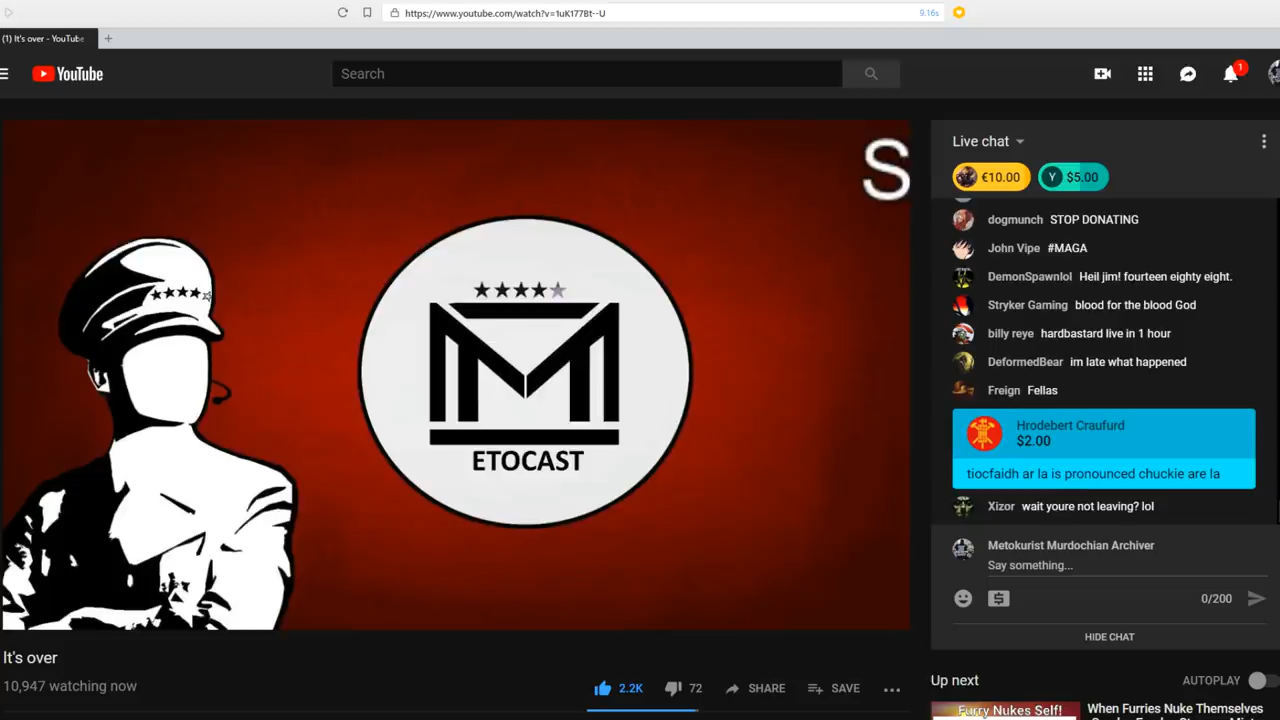 https://www.youtube.com/watch?v=1uK177Bt--U
9.16s
(1) It's over - YouTube
YouTube
Search
1
S
ETOCAST
Live chat
€10.00
Y $5.00
dogmunch STOP DONATING
John Vipe #MAGA
DemonSpawnlol Heil jim! fourteen eighty eight.
Stryker Gaming blood for the blood God
billy reye hardbastard live in 1 hour
DeformedBear im late what happened
Freign Fellas
Hrodebert Craufurd
$2.00
tiocfaidh ar la is pronounced chuckie are la
Xizor wait youre not leaving? lol
Metokurist Murdochian Archiver
Say something...
0/200
HIDE CHAT
It's over
10,947 watching now
2.2K
72
SHARE
SAVE
Up next
AUTOPLAY
Furry Nukes Self!
When Furries Nuke Themselves